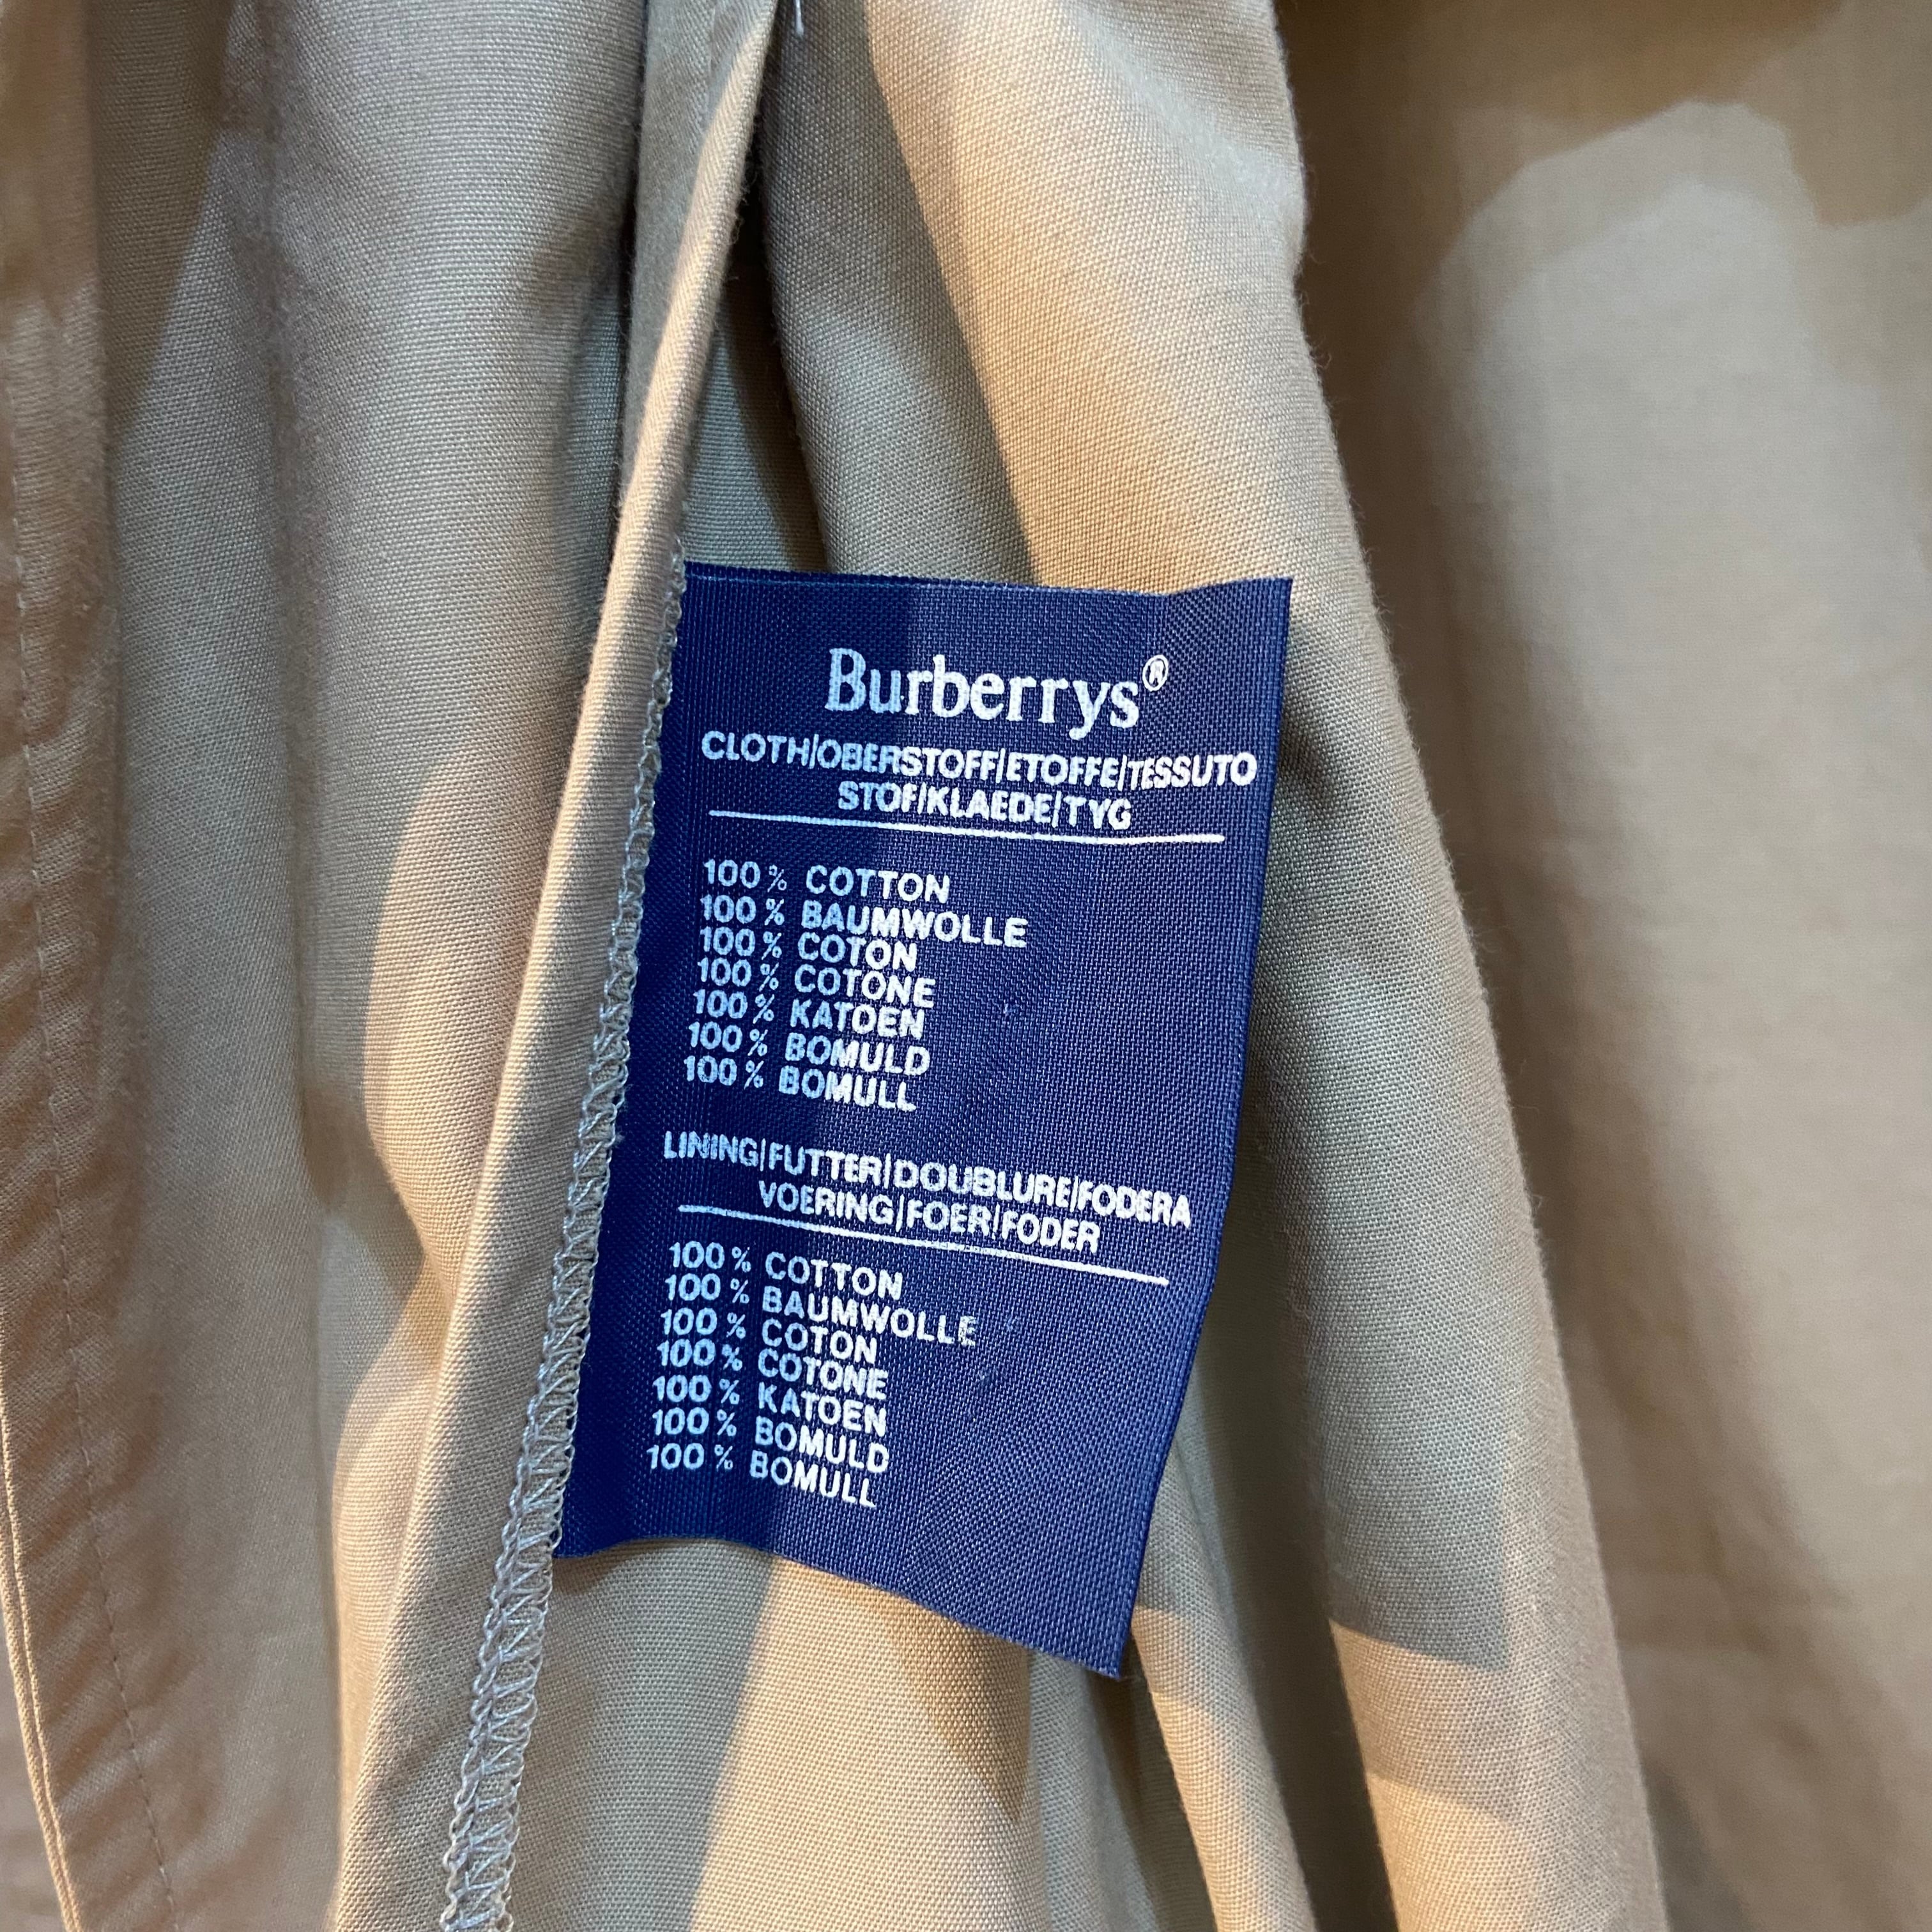 Burberrys®
CLOTH/OBERSTOFF/ETOFFE/TESSUTO
STOF/KLAEDE/TYG
100% COTTON
100% BAUMWOLLE
100% COTON
100% COTONE
100% KATOEN
100% BOMULD
100% BOMULL
LINING/FUTTER/DOUBLURE/FODERA
VOERING/FOER/FODER
100% COTTON
100% BAUMWOLLE
100% COTON
100% COTONE
100% KATOEN
100% BOMULD
100% BOMULL